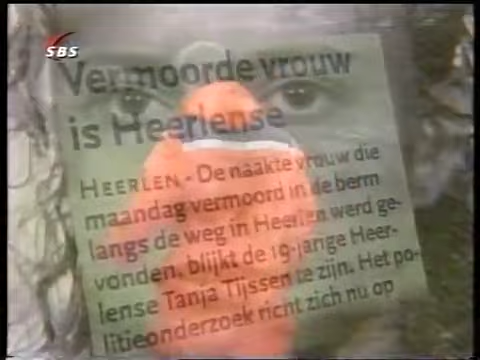 SBS
Vermoorde vrouw
is Heerlense
HEERLEN - De naakte vrouw die
maandag vermoord in de berm
langs de weg in Heerlen werd ge-
vonden, blijkt de 19-jarige Heer-
lense Tanja Tijssen te zijn. Het po-
litieonderzoek richt zich nu op